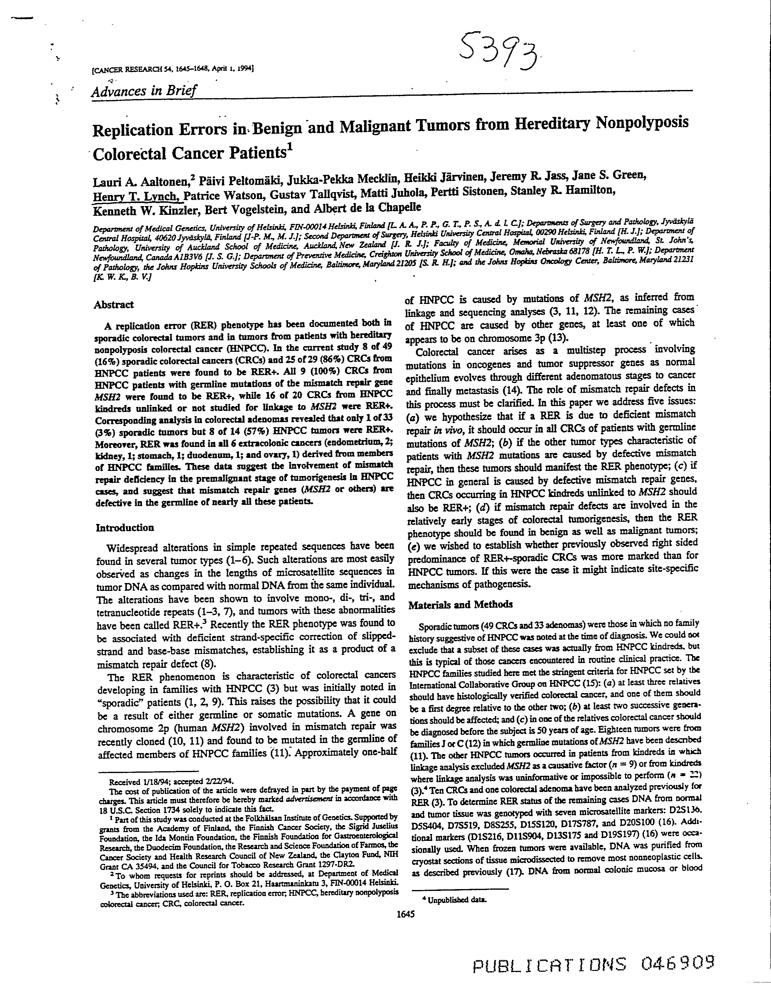 5393
[CANCER RESEARCH 54, 1645-1648, April 1, 1994]
Advances in Brief
Replication Errors in Benign and Malignant Tumors from Hereditary Nonpolyposis
Colorectal Cancer Patients1
Lauri A. Aaltonen,2 Päivi Peltomäki, Jukka-Pekka Mecklin, Heikki Järvinen, Jeremy R. Jass, Jane S. Green,
Henry T. Lynch, Patrice Watson, Gustav Tallqvist, Matti Juhola, Pertti Sistonen, Stanley R. Hamilton,
Kenneth W. Kinzler, Bert Vogelstein, and Albert de la Chapelle
Department of Medical Genetics, University of Helsinki, FIN-00014 Helsinki, Finland [L. A. A., P. P., G. T., P. S., A. d. l. C.]; Departments of Surgery and Pathology, Jyväskylä
Central Hospital, 40620 Jyväskylä, Finland [J-P. M., M. J.]; Second Department of Surgery, Helsinki University Central Hospital, 00290 Helsinki, Finland [H. J.]; Department of
Pathology, University of Auckland School of Medicine, Auckland, New Zealand [J. R. J.]; Faculty of Medicine, Memorial University of Newfoundland, St. John's,
Newfoundland, Canada A1B3V6 [J. S. G.]; Department of Preventive Medicine, Creighton University School of Medicine, Omaha, Nebraska 68178 [H. T. L., P. W.]; Department
of Pathology, the Johns Hopkins University Schools of Medicine, Baltimore, Maryland 21205 [S. R. H.]; and the Johns Hopkins Oncology Center, Baltimore, Maryland 21231
[K. W. K., B. V.]
Abstract
A replication error (RER) phenotype has been documented both in
sporadic colorectal tumors and in tumors from patients with hereditary
nonpolyposis colorectal cancer (HNPCC). In the current study 8 of 49
(16%) sporadic colorectal cancers (CRCs) and 25 of 29 (86%) CRCs from
HNPCC patients were found to be RER+. All 9 (100%) CRCs from
HNPCC patients with germline mutations of the mismatch repair gene
MSH2 were found to be RER+, while 16 of 20 CRCs from HNPCC
kindreds unlinked or not studied for linkage to MSH2 were RER+.
Corresponding analysis in colorectal adenomas revealed that only 1 of 33
(3%) sporadic tumors but 8 of 14 (57%) HNPCC tumors were RER+.
Moreover, RER was found in all 6 extracolonic cancers (endometrium, 2;
kidney, 1; stomach, 1; duodenum, 1; and ovary, 1) derived from members
of HNPCC families. These data suggest the involvement of mismatch
repair deficiency in the premalignant stage of tumorigenesis in HNPCC
cases, and suggest that mismatch repair genes (MSH2 or others) are
defective in the germline of nearly all these patients.
Introduction
Widespread alterations in simple repeated sequences have been
found in several tumor types (1-6). Such alterations are most easily
observed as changes in the lengths of microsatellite sequences in
tumor DNA as compared with normal DNA from the same individual.
The alterations have been shown to involve mono-, di-, tri-, and
tetranucleotide repeats (1-3, 7), and tumors with these abnormalities
have been called RER+.3 Recently the RER phenotype was found to
be associated with deficient strand-specific correction of slipped-
strand and base-base mismatches, establishing it as a product of a
mismatch repair defect (8).
The RER phenomenon is characteristic of colorectal cancers
developing in families with HNPCC (3) but was initially noted in
"sporadic" patients (1, 2, 9). This raises the possibility that it could
be a result of either germline or somatic mutations. A gene on
chromosome 2p (human MSH2) involved in mismatch repair was
recently cloned (10, 11) and found to be mutated in the germline of
affected members of HNPCC families (11). Approximately one-half
Received 1/18/94; accepted 2/22/94.
The cost of publication of the article were defrayed in part by the payment of page
charges. This article must therefore be hereby marked advertisement in accordance with
18 U.S.C. Section 1734 solely to indicate this fact.
1 Part of this study was conducted at the Folkhälsan Institute of Genetics. Supported by
grants from the Academy of Finland, the Finnish Cancer Society, the Sigrid Juselius
Foundation, the Ida Montin Foundation, the Finnish Foundation for Gastroenterological
Research, the Duodecim Foundation, the Research and Science Foundation of Farmos, the
Cancer Society and Health Research Council of New Zealand, the Clayton Fund, NIH
Grant CA 35494, and the Council for Tobacco Research Grant 1297-DR2.
2 To whom requests for reprints should be addressed, at Department of Medical
Genetics, University of Helsinki, P. O. Box 21, Haartmaninkatu 3, FIN-00014 Helsinki.
3 The abbreviations used are: RER, replication error; HNPCC, hereditary nonpolyposis
colorectal cancer; CRC, colorectal cancer.
of HNPCC is caused by mutations of MSH2, as inferred from
linkage and sequencing analyses (3, 11, 12). The remaining cases
of HNPCC are caused by other genes, at least one of which
appears to be on chromosome 3p (13).
Colorectal cancer arises as a multistep process involving
mutations in oncogenes and tumor suppressor genes as normal
epithelium evolves through different adenomatous stages to cancer
and finally metastasis (14). The role of mismatch repair defects in
this process must be clarified. In this paper we address five issues:
(a) we hypothesize that if a RER is due to deficient mismatch
repair in vivo, it should occur in all CRCs of patients with germline
mutations of MSH2; (b) if the other tumor types characteristic of
patients with MSH2 mutations are caused by defective mismatch
repair, then these tumors should manifest the RER phenotype; (c) if
HNPCC in general is caused by defective mismatch repair genes,
then CRCs occurring in HNPCC kindreds unlinked to MSH2 should
also be RER+; (d) if mismatch repair defects are involved in the
relatively early stages of colorectal tumorigenesis, then the RER
phenotype should be found in benign as well as malignant tumors;
(e) we wished to establish whether previously observed right sided
predominance of RER+-sporadic CRCs was more marked than for
HNPCC tumors. If this were the case it might indicate site-specific
mechanisms of pathogenesis.
Materials and Methods
Sporadic tumors (49 CRCs and 33 adenomas) were those in which no family
history suggestive of HNPCC was noted at the time of diagnosis. We could not
exclude that a subset of these cases was actually from HNPCC kindreds, but
this is typical of those cancers encountered in routine clinical practice. The
HNPCC families studied here met the stringent criteria for HNPCC set by the
International Collaborative Group on HNPCC (15): (a) at least three relatives
should have histologically verified colorectal cancer, and one of them should
be a first degree relative to the other two; (b) at least two successive genera-
tions should be affected; and (c) in one of the relatives colorectal cancer should
be diagnosed before the subject is 50 years of age. Eighteen tumors were from
families J or C (12) in which germline mutations of MSH2 have been described
(11). The other HNPCC tumors occurred in patients from kindreds in which
linkage analysis excluded MSH2 as a causative factor (n = 9) or from kindreds
where linkage analysis was uninformative or impossible to perform (n = 22)
(3).4 Ten CRCs and one colorectal adenoma have been analyzed previously for
RER (3). To determine RER status of the remaining cases DNA from normal
and tumor tissue was genotyped with seven microsatellite markers: D2S136,
D5S404, D7S519, D8S255, D15S120, D17S787, and D20S100 (16). Addi-
tional markers (D1S216, D11S904, D13S175 and D19S197) (16) were occa-
sionally used. When frozen tumors were available, DNA was purified from
cryostat sections of tissue microdissected to remove most nonneoplastic cells,
as described previously (17). DNA from normal colonic mucosa or blood
4 Unpublished data.
1645
PUBLICATIONS 046909